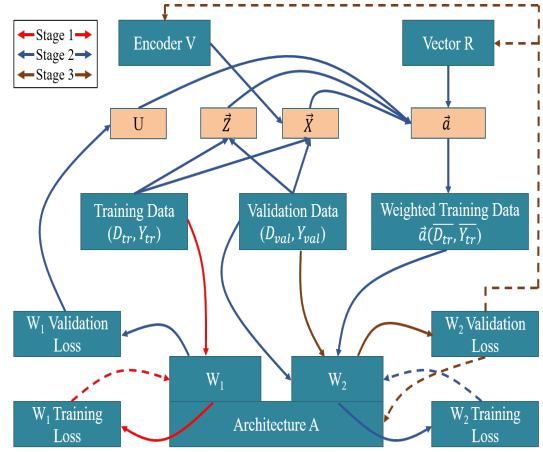 Stage 1
Stage 2
Stage 3
Encoder V
Vector R
U
$\vec{Z}$
$\vec{X}$
$\vec{a}$
Training Data
$(D_{tr}, Y_{tr})$
Validation Data
$(D_{val}, Y_{val})$
Weighted Training Data
$\vec{a}(\overline{D_{tr}}, \overline{Y_{tr}})$
W₁ Validation
Loss
W₂ Validation
Loss
W₁
W₂
W₁ Training
Loss
Architecture A
W₂ Training
Loss